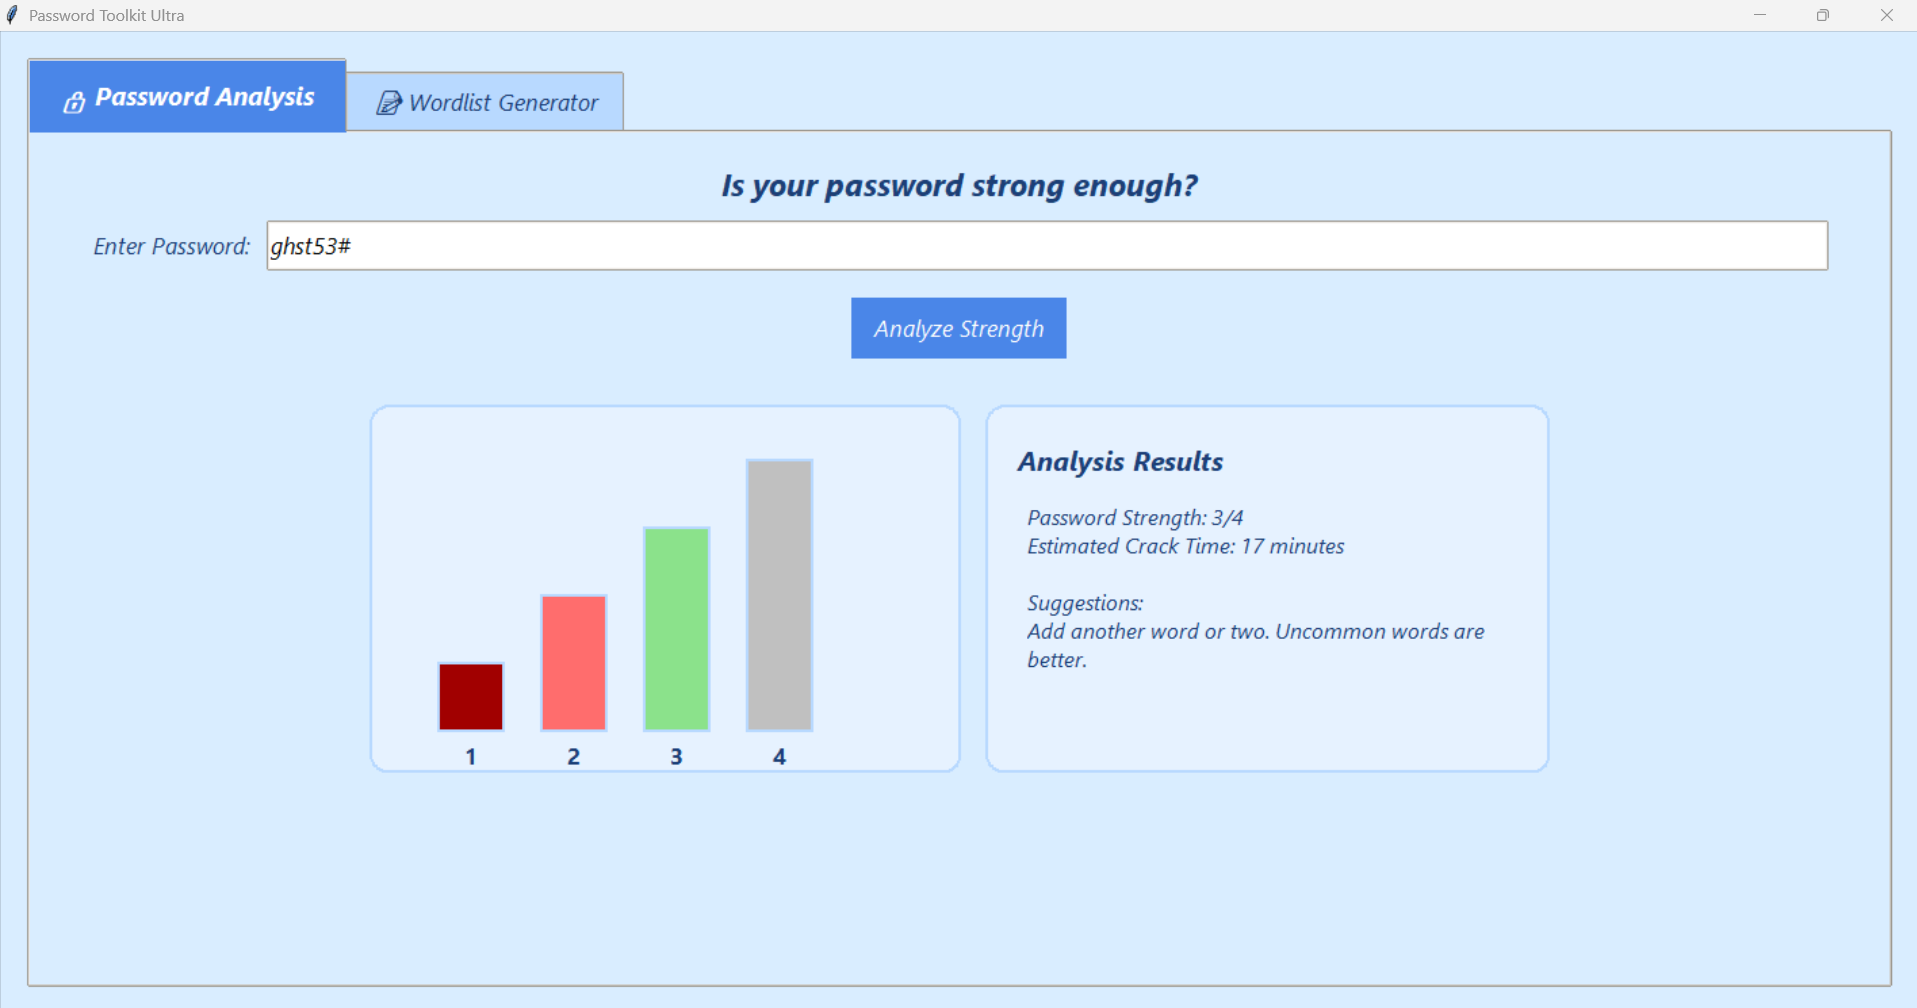 Password Toolkit Ultra
Password Analysis
Wordlist Generator
Is your password strong enough?
Enter Password: ghst53#
Analyze Strength
1 2 3 4
Analysis Results
Password Strength: 3/4
Estimated Crack Time: 17 minutes
Suggestions:
Add another word or two. Uncommon words are
better.